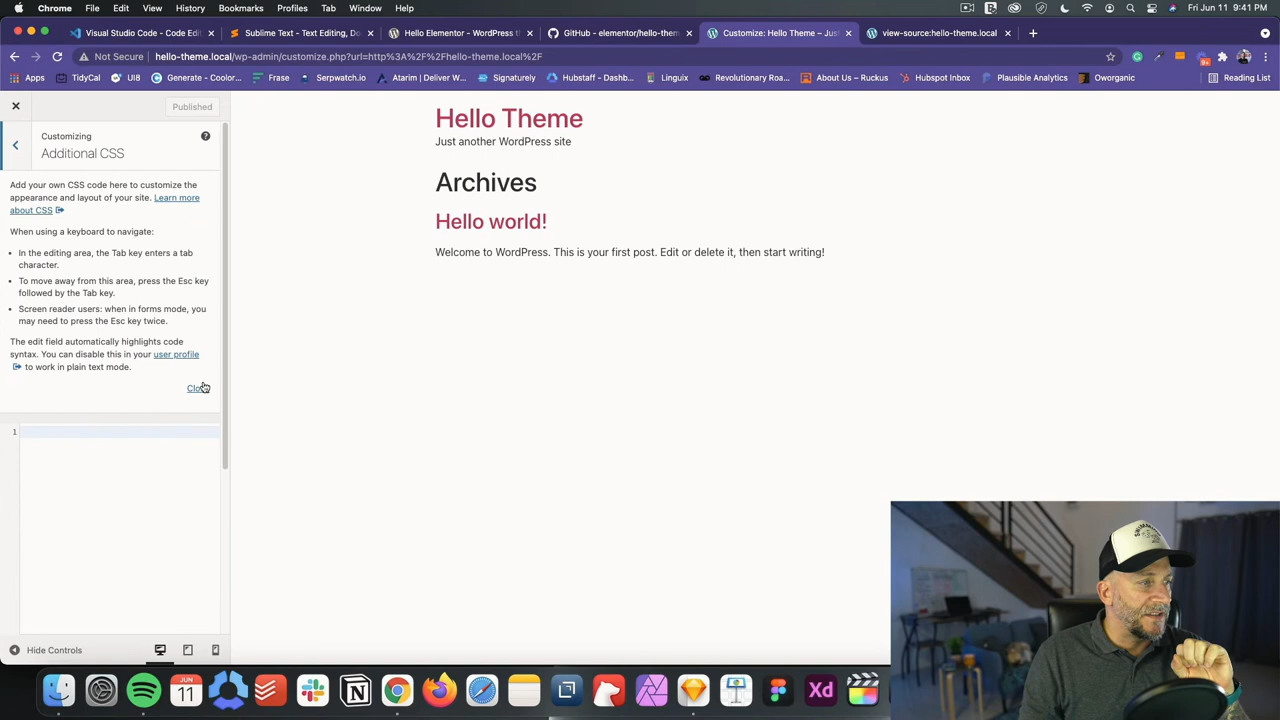 Chrome File Edit View History Bookmarks Profiles Tab Window Help Fri Jun 11 9:41 PM
Visual Studio Code - Code Edit × Sublime Text - Text Editing, Do × Hello Elementor – WordPress t × GitHub - elementor/hello-them × Customize: Hello Theme – Jus × view-source:hello-theme.local ×
Not Secure hello-theme.local/wp-admin/customize.php?url=http%3A%2F%2Fhello-theme.local%2F
Apps TidyCal UI8 Generate - Coolor... Frase Serpwatch.io Atarim | Deliver W... Signaturely Hubstaff - Dashb... Linguix Revolutionary Roa... About Us – Ruckus Hubspot Inbox Plausible Analytics Oworganic Reading List
Published
Customizing
Additional CSS
Add your own CSS code here to customize the
appearance and layout of your site. Learn more
about CSS
When using a keyboard to navigate:
• In the editing area, the Tab key enters a tab
character.
• To move away from this area, press the Esc key
followed by the Tab key.
• Screen reader users: when in forms mode, you
may need to press the Esc key twice.
The edit field automatically highlights code
syntax. You can disable this in your user profile
to work in plain text mode.
1
Hide Controls
Hello Theme
Just another WordPress site
Archives
Hello world!
Welcome to WordPress. This is your first post. Edit or delete it, then start writing!
JUN
11
Xd